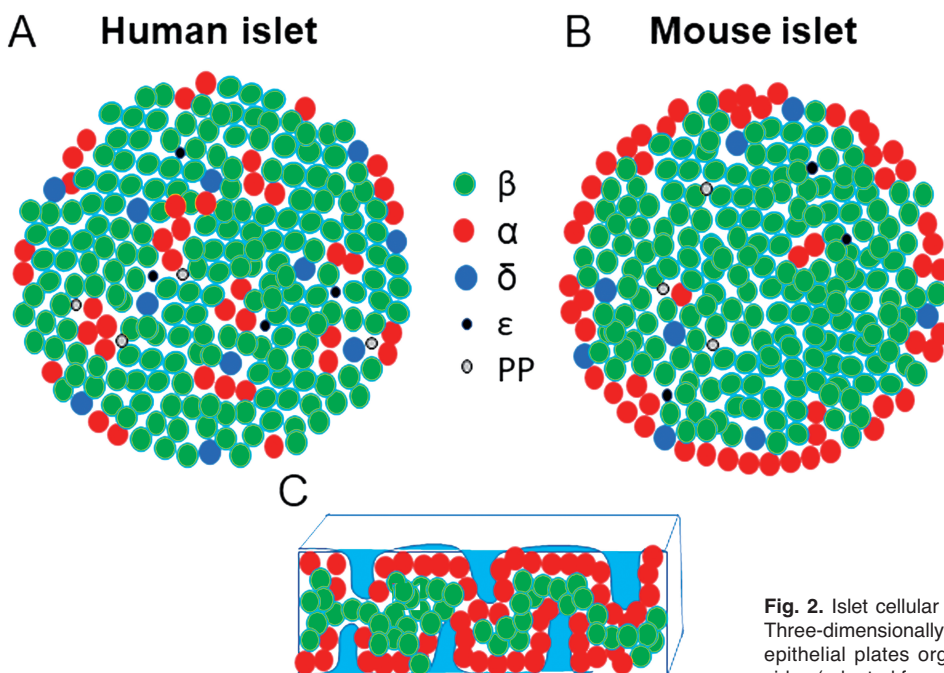 A Human islet
B Mouse islet
β
α
δ
ε
PP
C
Fig. 2. Islet cellular
Three-dimensionally
epithelial plates org